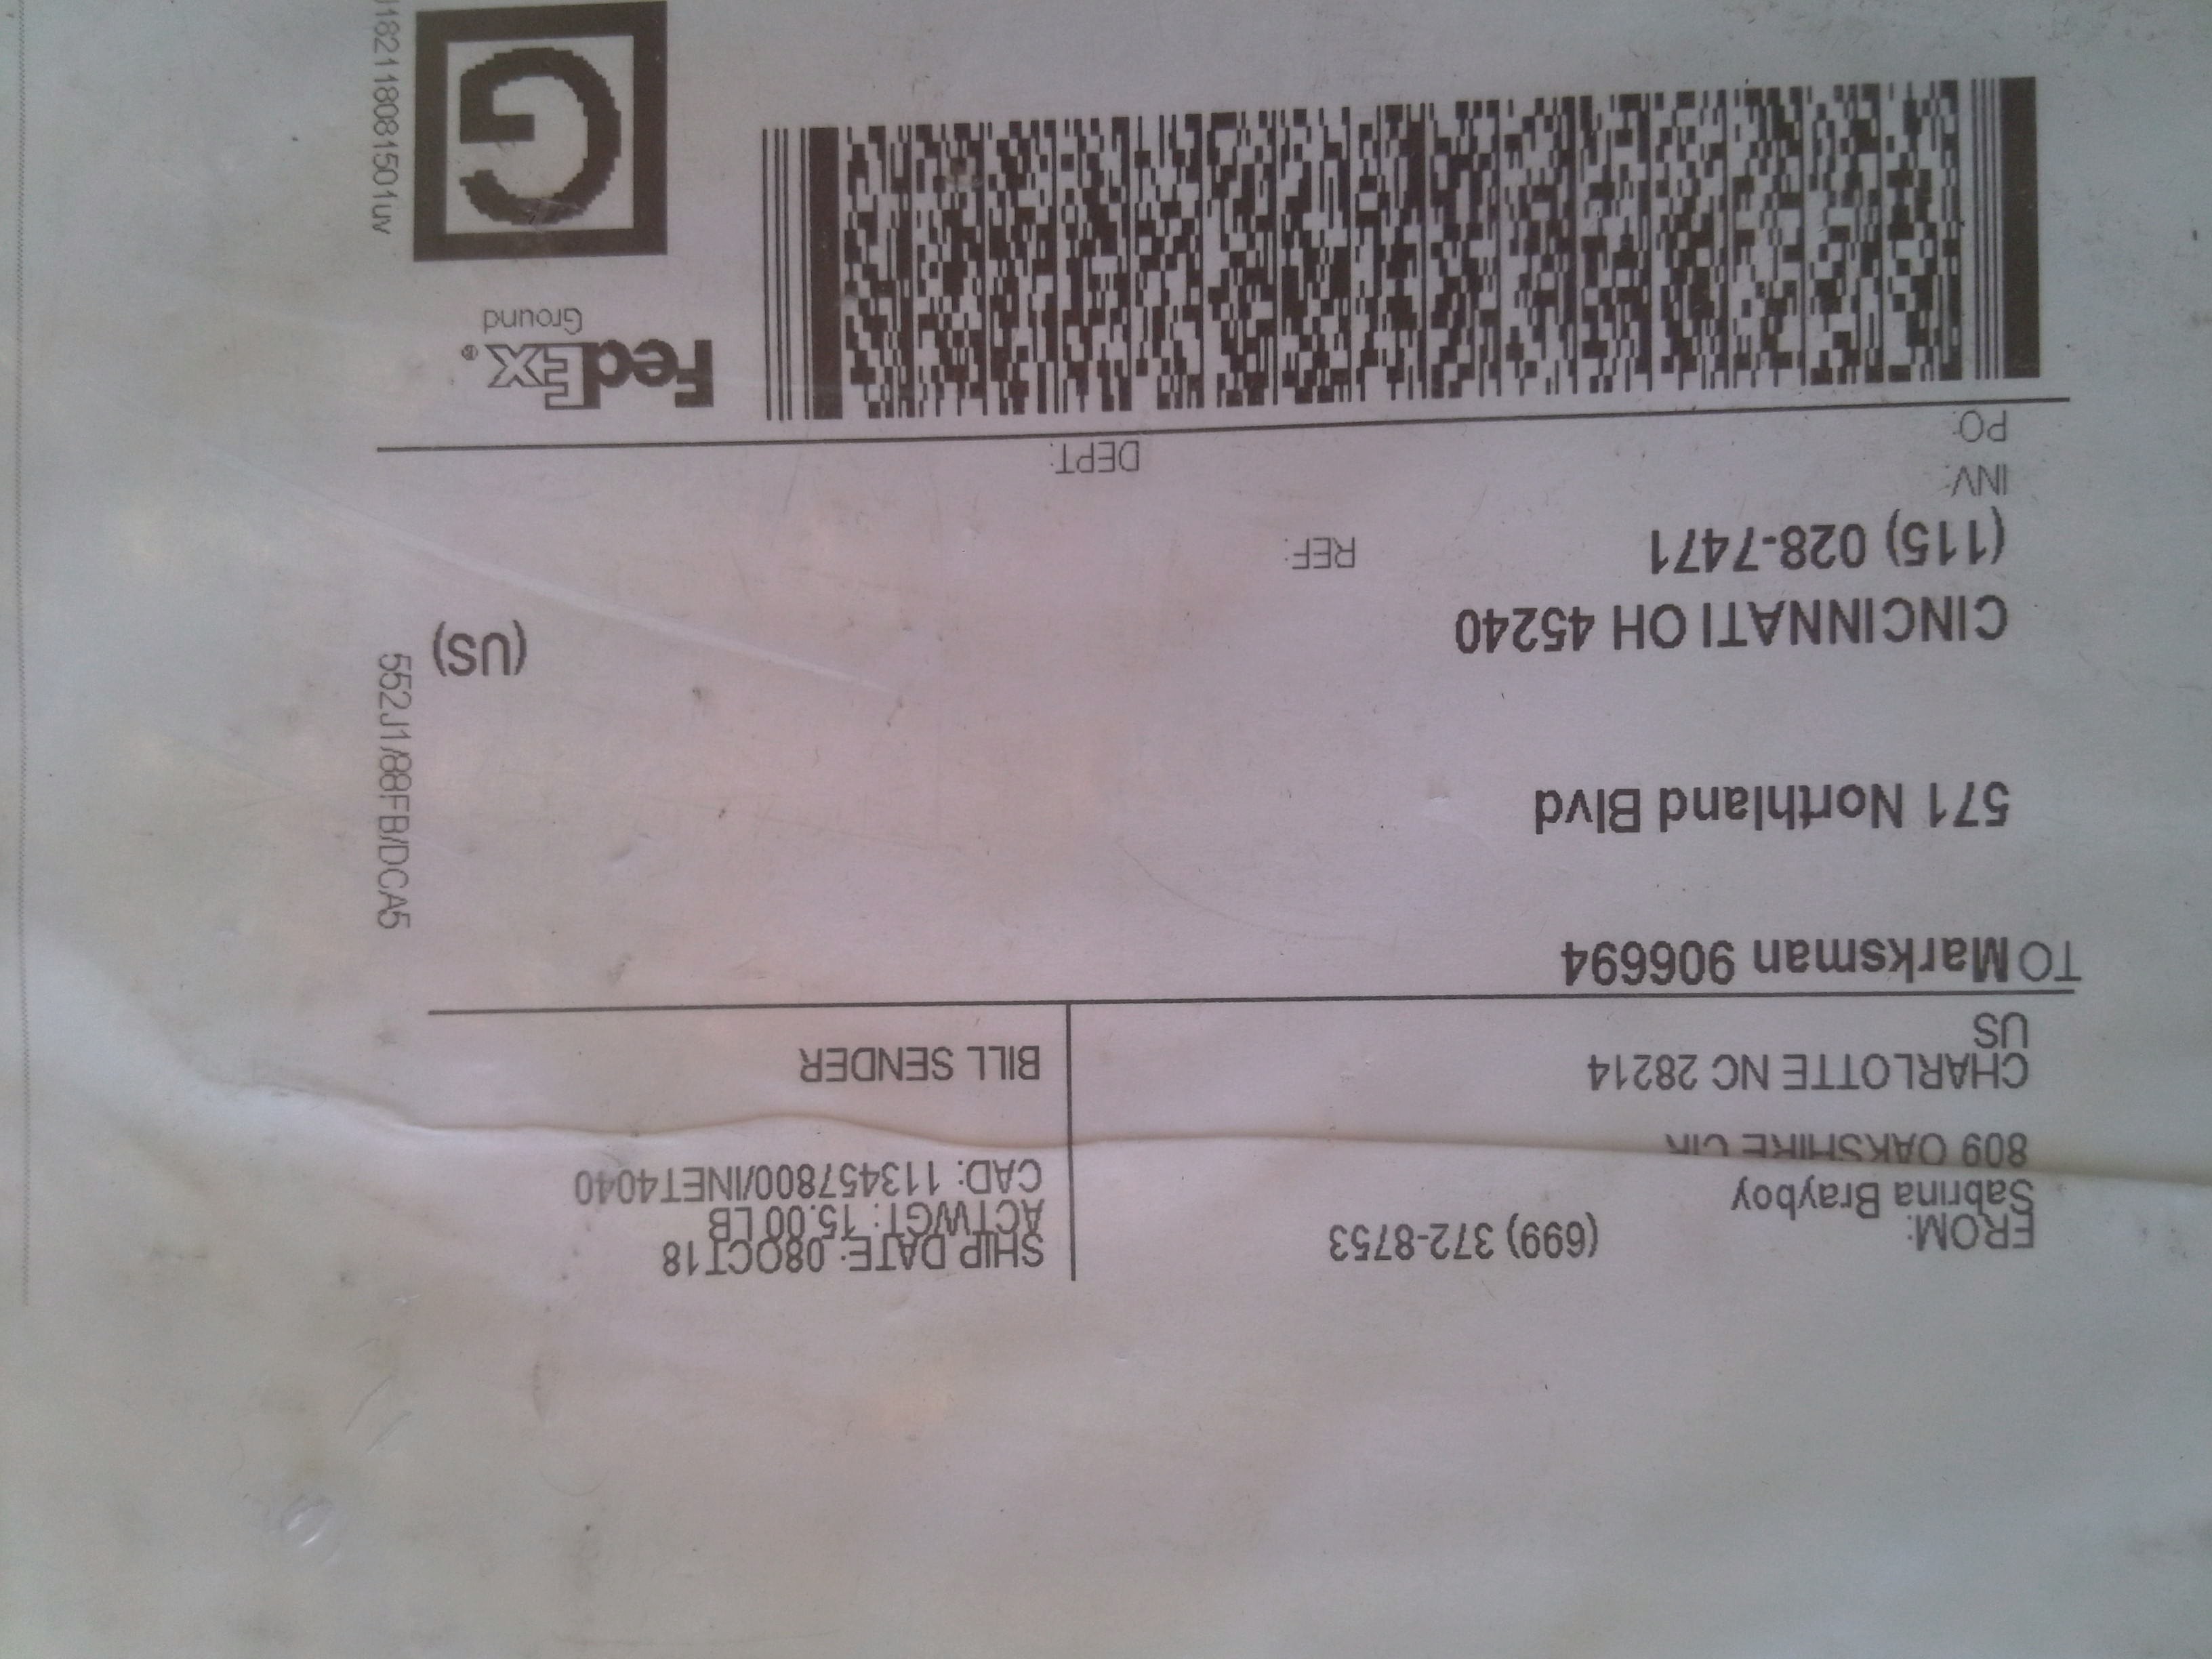 FROM: (699) 372-8753
Sabrina Brayboy
809 OAKSHIRE CIR
CHARLOTTE NC 28214
US
SHIP DATE: 08OCT18
ACTWGT: 15.00 LB
CAD: 113457800/INET4040
BILL SENDER
TO Marksman 906694
571 Northland Blvd
CINCINNATI OH 45240
(US)
(115) 028-7471
REF:
INV:
PO:
DEPT:
552J1/88FB/DCA5
FedEx®
Ground
G
182118081501uv